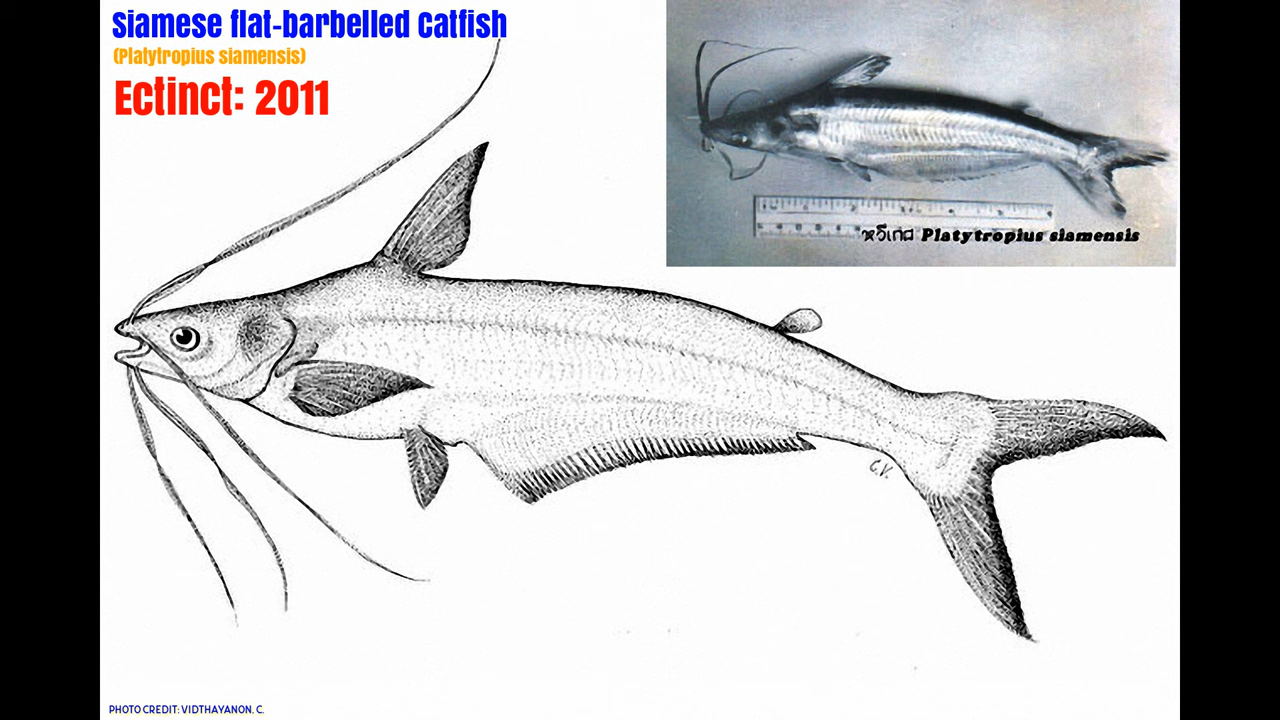 Siamese flat-barbelled Catfish
(Platytropius siamensis)
Ectinct: 2011
หวีเกศ Platytropius siamensis
C.V.
PHOTO CREDIT: VIDTHAYANON, C.